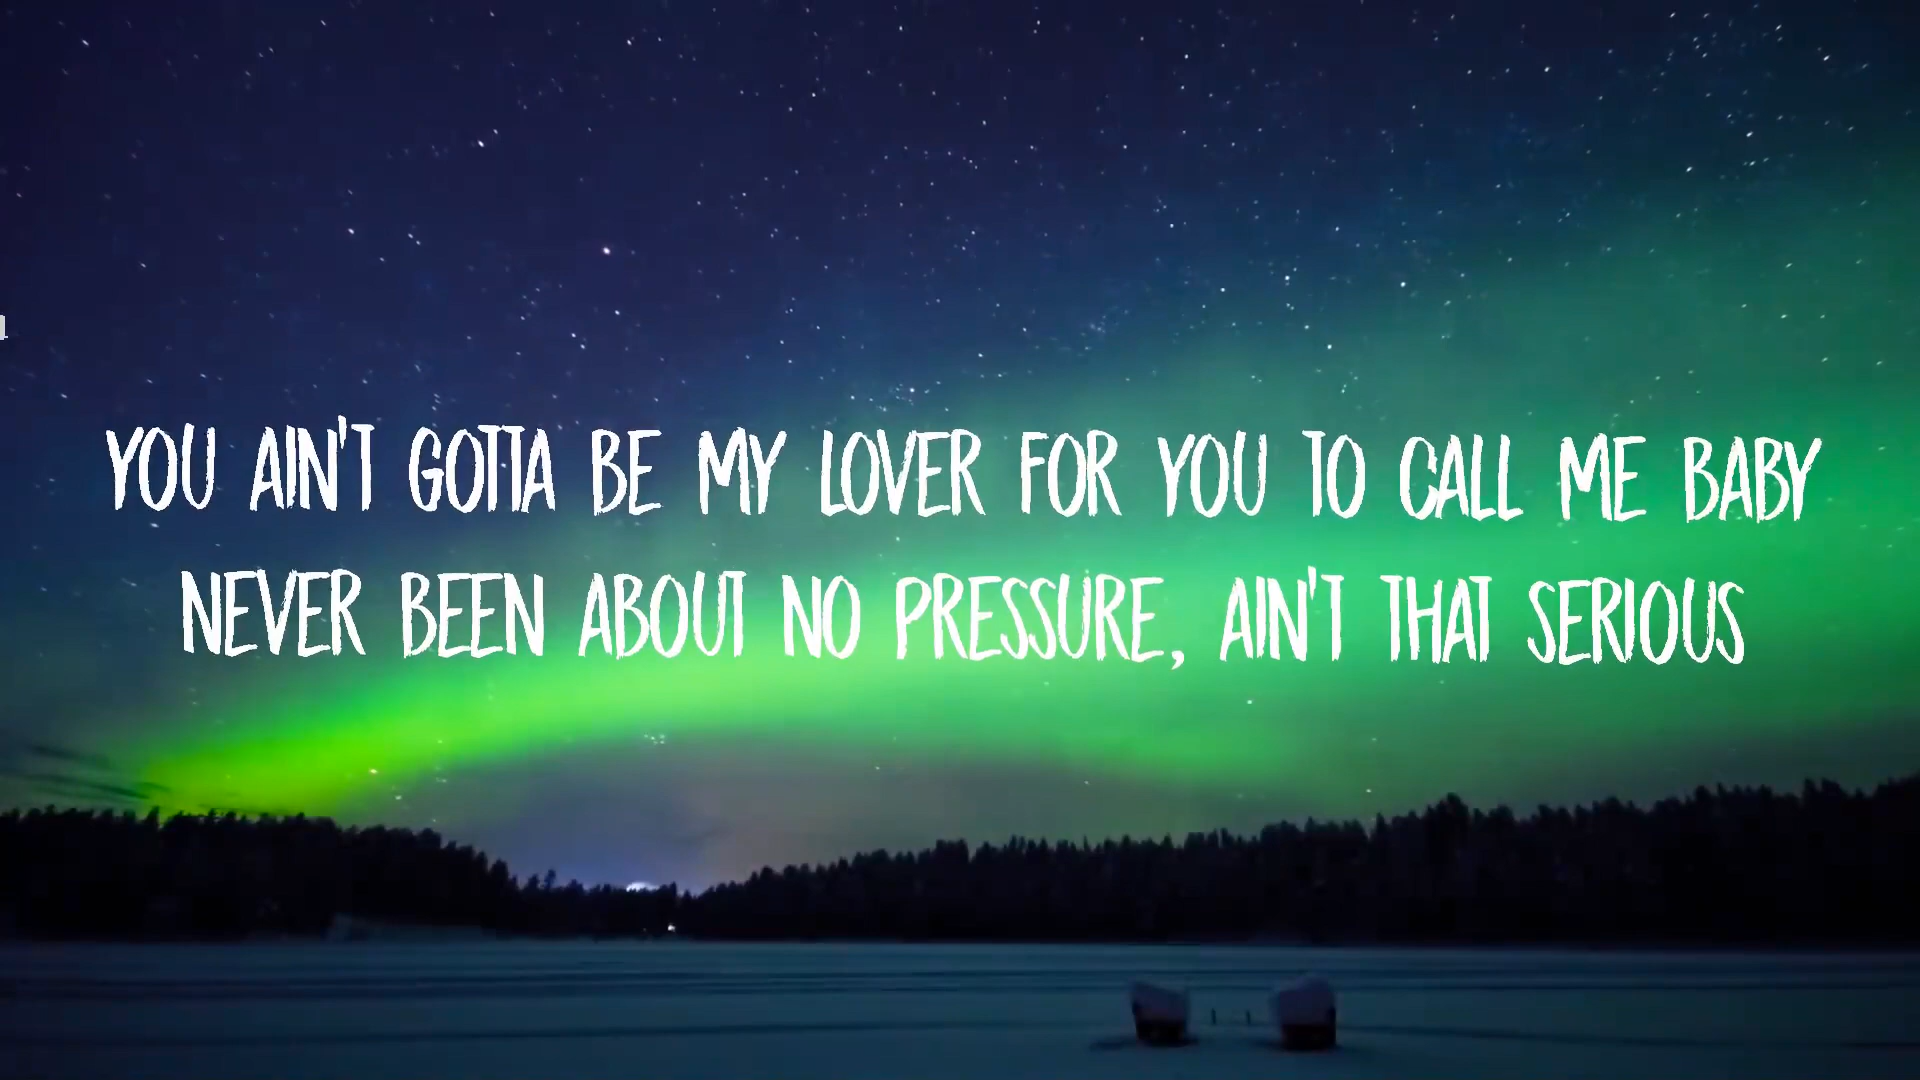 YOU AIN'T GOTTA BE MY LOVER FOR YOU TO CALL ME BABY
NEVER BEEN ABOUT NO PRESSURE, AIN'T THAT SERIOUS